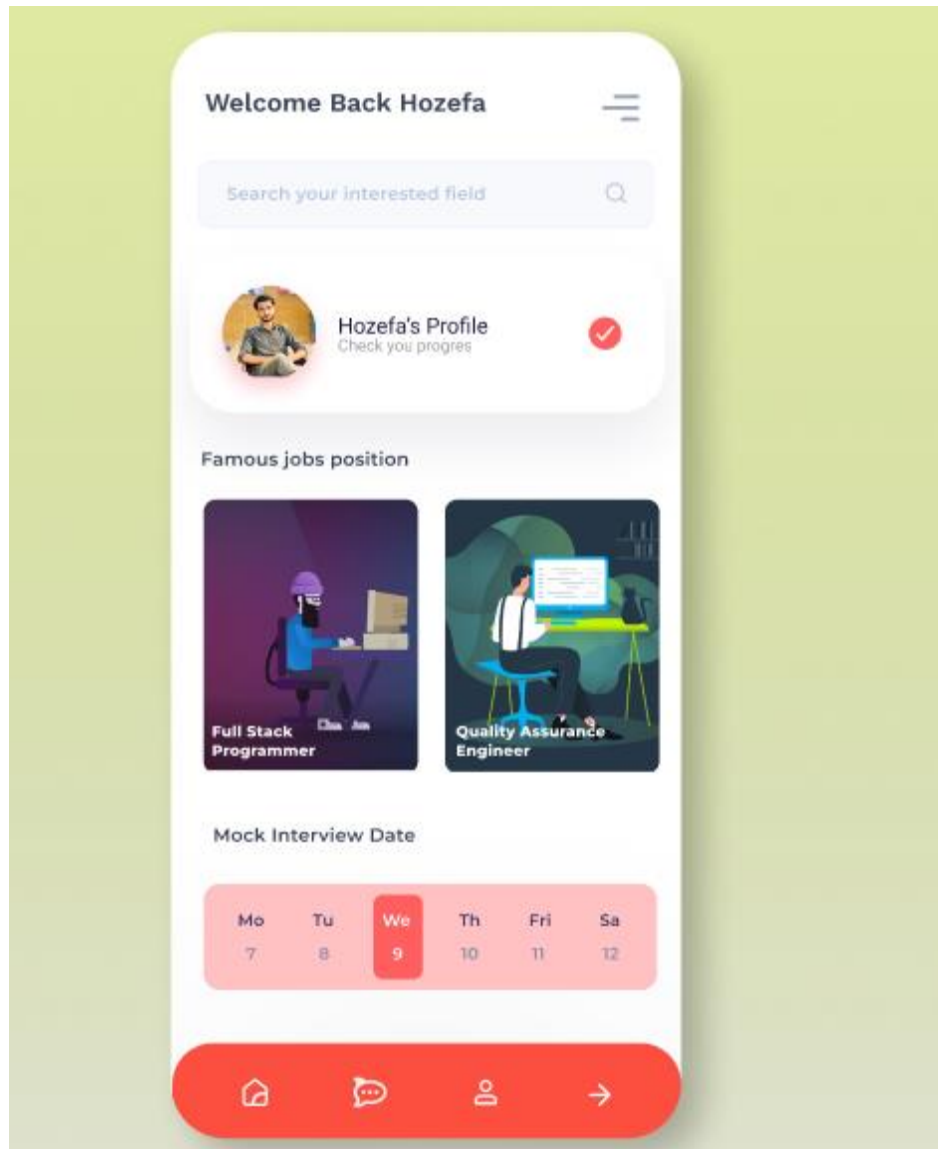 Welcome Back Hozefa
Search your interested field
Hozefa's Profile
Check you progres
Famous jobs position
Full Stack
Programmer
Quality Assurance
Engineer
Mock Interview Date
Mo Tu We Th Fri Sa
7 8 9 10 11 12